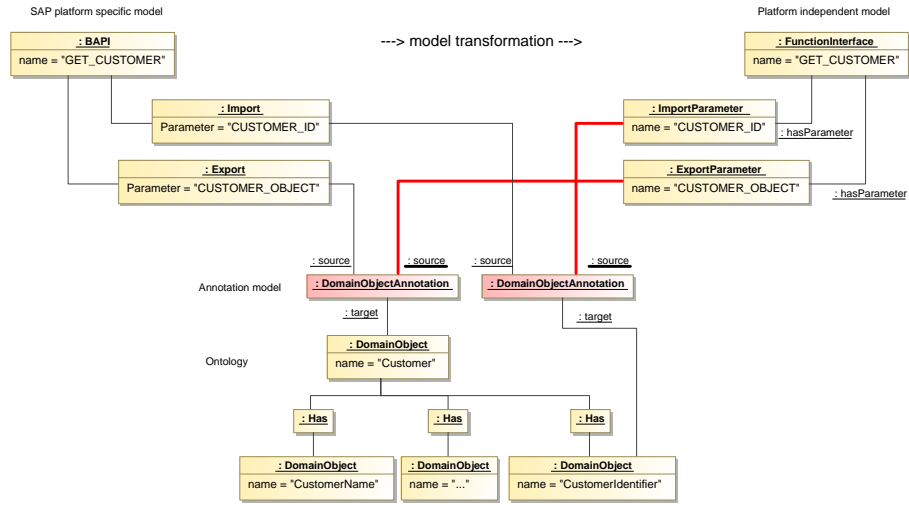 SAP platform specific model
Platform independent model
---> model transformation --->
: BAPI
name = "GET_CUSTOMER"
: FunctionInterface
name = "GET_CUSTOMER"
: Import
Parameter = "CUSTOMER_ID"
: ImportParameter
name = "CUSTOMER_ID"
: hasParameter
: Export
Parameter = "CUSTOMER_OBJECT"
: ExportParameter
name = "CUSTOMER_OBJECT"
: hasParameter
: source
: source
: source
: source
Annotation model
: DomainObjectAnnotation
: DomainObjectAnnotation
: target
: target
Ontology
: DomainObject
name = "Customer"
: Has
: Has
: Has
: DomainObject
name = "CustomerName"
: DomainObject
name = "..."
: DomainObject
name = "CustomerIdentifier"